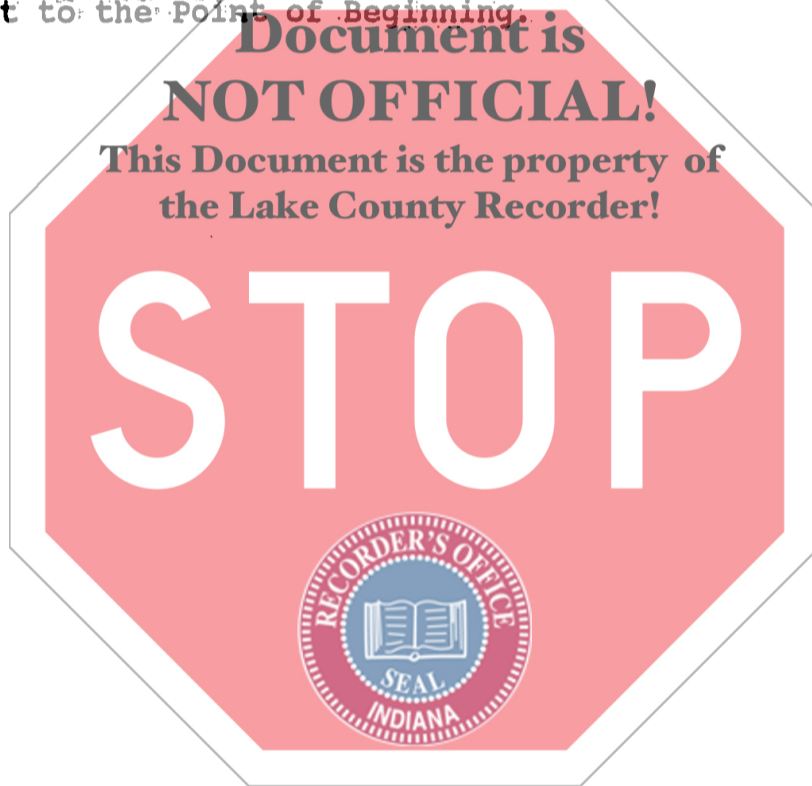 t to the Point of Beginning.
Document is
NOT OFFICIAL!
This Document is the property of
the Lake County Recorder!
STOP
RECORDER'S OFFICE
SEAL
INDIANA